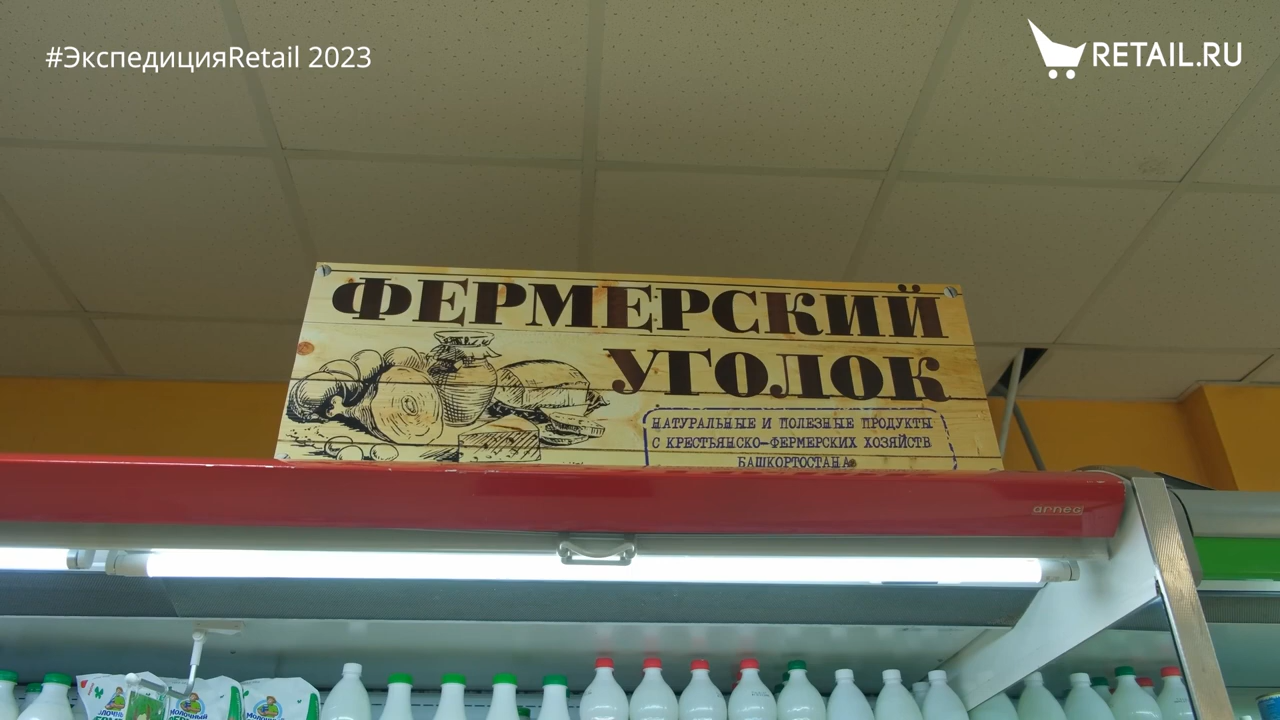 #ЭкспедицияRetail 2023
RETAIL.RU
ФЕРМЕРСКИЙ
УГОЛОК
НАТУРАЛЬНЫЕ И ПОЛЕЗНЫЕ ПРОДУКТЫ
С КРЕСТЬЯНСКО-ФЕРМЕРСКИХ ХОЗЯЙСТВ
БАШКОРТОСТАНА
arneg